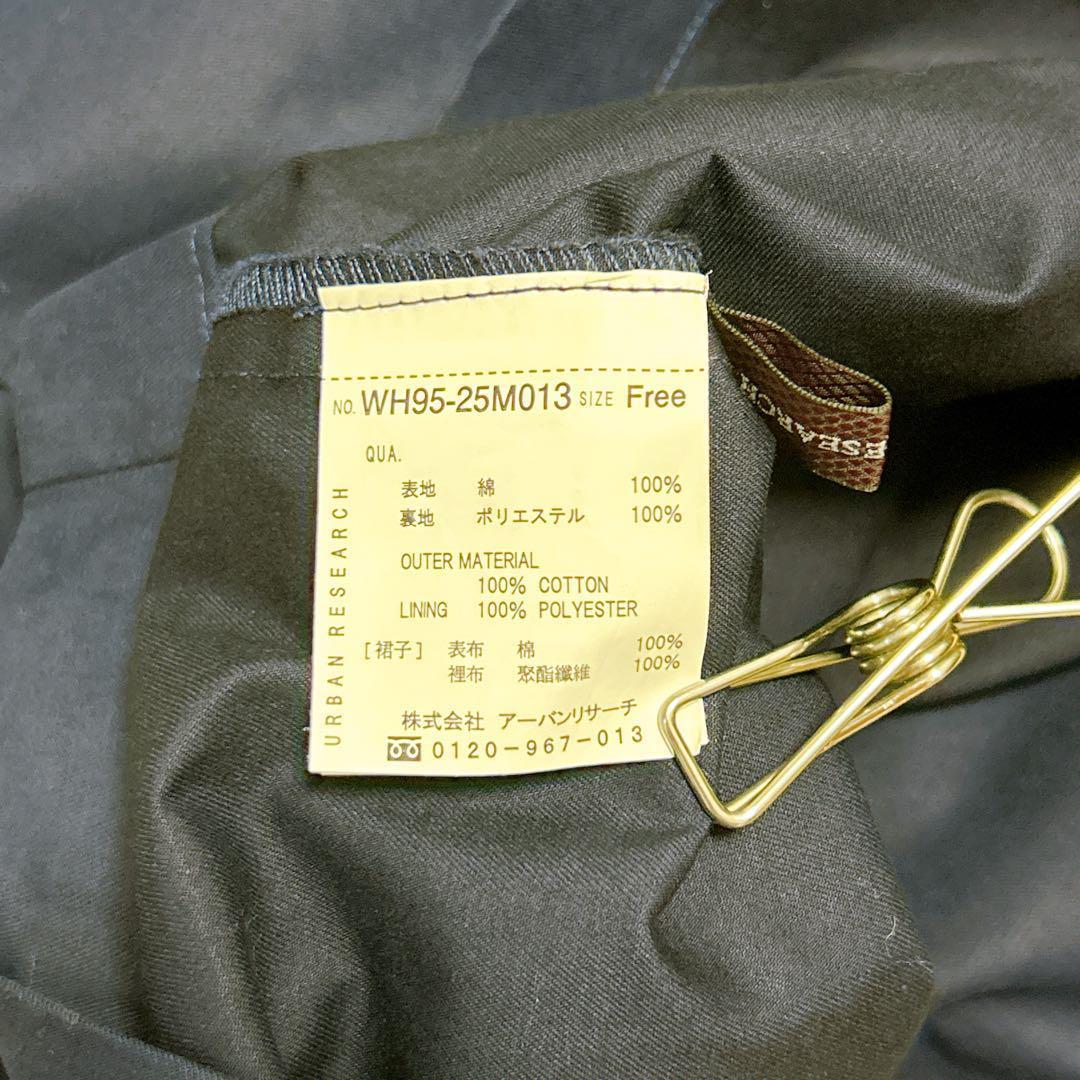 NO. WH95-25M013 SIZE Free
QUA.
表地 綿 100%
裏地 ポリエステル 100%
OUTER MATERIAL
100% COTTON
LINING 100% POLYESTER
[裙子] 表布 棉 100%
裡布 聚酯纖維 100%
株式会社 アーバンリサーチ
0120-967-013
URBAN RESEARCH
ESEARCH